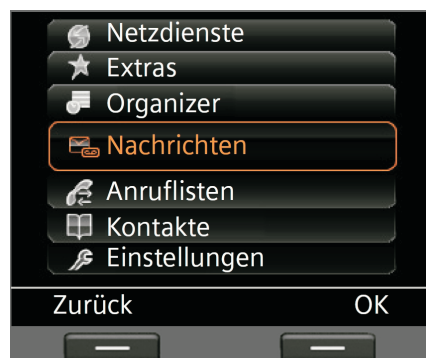 Netzdienste
Extras
Organizer
Nachrichten
Anruflisten
Kontakte
Einstellungen
Zurück OK